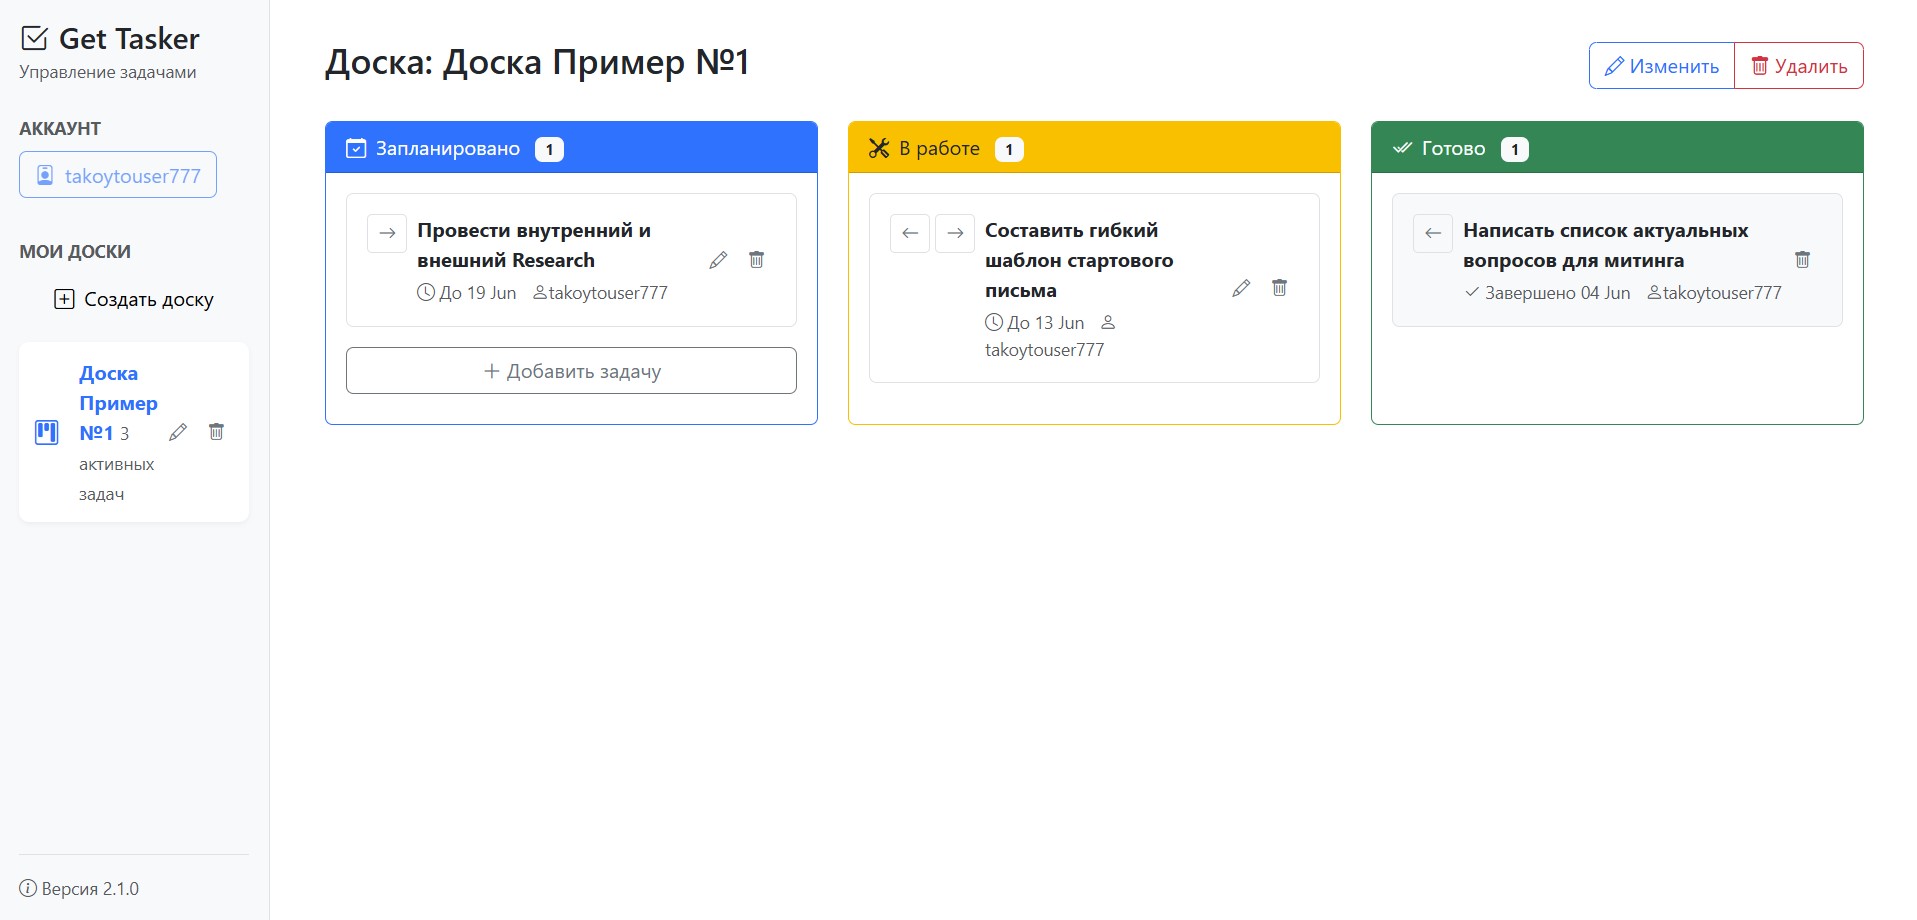 Get Tasker
Управление задачами
АККАУНТ
takoytouser777
МОИ ДОСКИ
Создать доску
Доска
Пример
№1 3
активных
задач
Версия 2.1.0
Доска: Доска Пример №1
Изменить
Удалить
Запланировано 1
Провести внутренний и
внешний Research
До 19 Jun takoytouser777
Добавить задачу
В работе 1
Составить гибкий
шаблон стартового
письма
До 13 Jun
takoytouser777
Готово 1
Написать список актуальных
вопросов для митинга
Завершено 04 Jun takoytouser777